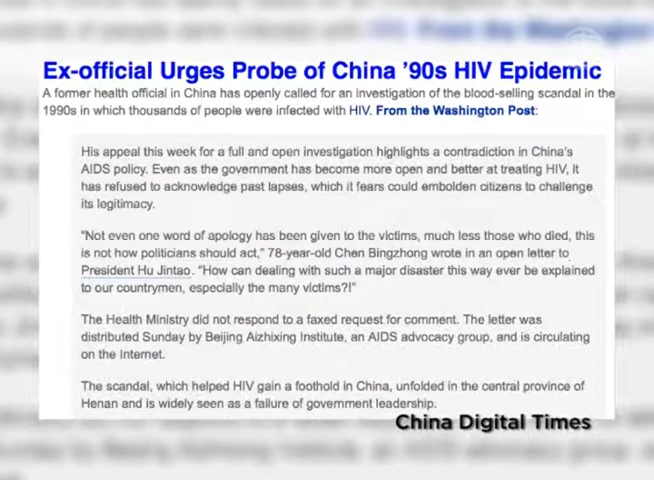 Ex-official Urges Probe of China ’90s HIV Epidemic
A former health official in China has openly called for an investigation of the blood-selling scandal in the
1990s in which thousands of people were infected with HIV. From the Washington Post:
His appeal this week for a full and open investigation highlights a contradiction in China’s
AIDS policy. Even as the government has become more open and better at treating HIV, it
has refused to acknowledge past lapses, which it fears could embolden citizens to challenge
its legitimacy.
“Not even one word of apology has been given to the victims, much less those who died, this
is not how politicians should act,” 78-year-old Chen Bingzhong wrote in an open letter to
President Hu Jintao. “How can dealing with such a major disaster this way ever be explained
to our countrymen, especially the many victims?!”
The Health Ministry did not respond to a faxed request for comment. The letter was
distributed Sunday by Beijing Aizhixing Institute, an AIDS advocacy group, and is circulating
on the Internet.
The scandal, which helped HIV gain a foothold in China, unfolded in the central province of
Henan and is widely seen as a failure of government leadership.
China Digital Times